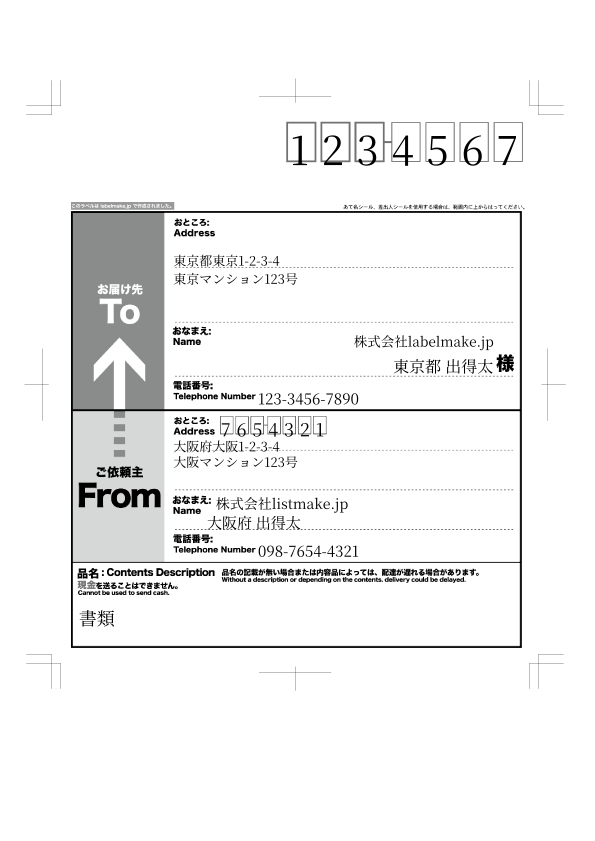 1234567
このラベルは labelmake.jp で作成されました。
あて名シール、差出人シールを使用する場合は、範囲内に上からはってください。
おところ:
Address
東京都東京1-2-3-4
東京マンション123号
お届け先
To
おなまえ:
Name
株式会社labelmake.jp
東京都 出得太 様
電話番号:
Telephone Number 123-3456-7890
おところ:
Address 7654321
大阪府大阪1-2-3-4
大阪マンション123号
ご依頼主
From
おなまえ: 株式会社listmake.jp
Name
大阪府 出得太
電話番号:
Telephone Number 098-7654-4321
品名 : Contents Description
品名の記載が無い場合または内容品によっては、配達が遅れる場合があります。
Without a description or depending on the contents. delivery could be delayed.
現金を送ることはできません。
Cannot be used to send cash.
書類